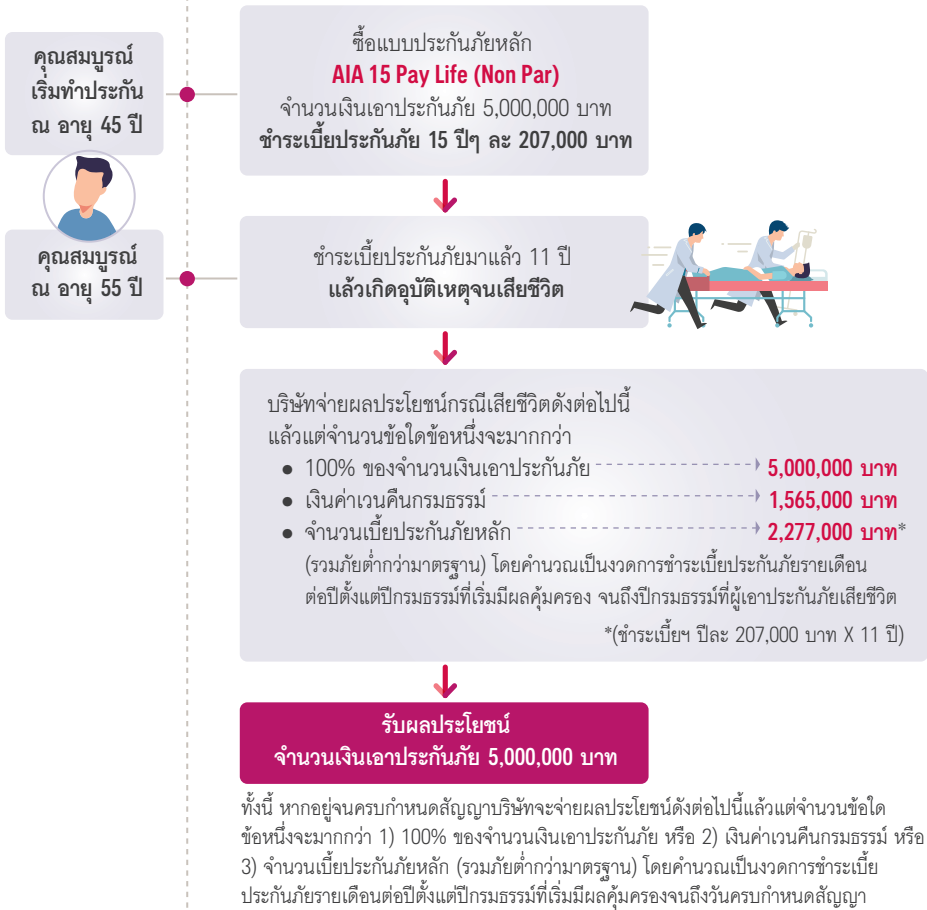 คุณสมบูรณ์
เริ่มทำประกัน
ณ อายุ 45 ปี
ซื้อแบบประกันภัยหลัก
AIA 15 Pay Life (Non Par)
จำนวนเงินเอาประกันภัย 5,000,000 บาท
ชำระเบี้ยประกันภัย 15 ปีๆ ละ 207,000 บาท
คุณสมบูรณ์
ณ อายุ 55 ปี
ชำระเบี้ยประกันภัยมาแล้ว 11 ปี
แล้วเกิดอุบัติเหตุจนเสียชีวิต
บริษัทจ่ายผลประโยชน์กรณีเสียชีวิตดังต่อไปนี้
แล้วแต่จำนวนข้อใดข้อหนึ่งจะมากกว่า
● 100% ของจำนวนเงินเอาประกันภัย 5,000,000 บาท
● เงินค่าเวนคืนกรมธรรม์ 1,565,000 บาท
● จำนวนเบี้ยประกันภัยหลัก 2,277,000 บาท*
(รวมภัยต่ำกว่ามาตรฐาน) โดยคำนวณเป็นงวดการชำระเบี้ยประกันภัยรายเดือน
ต่อปีตั้งแต่ปีกรมธรรม์ที่เริ่มมีผลคุ้มครอง จนถึงปีกรมธรรม์ที่ผู้เอาประกันภัยเสียชีวิต
*(ชำระเบี้ยฯ ปีละ 207,000 บาท X 11 ปี)
รับผลประโยชน์
จำนวนเงินเอาประกันภัย 5,000,000 บาท
ทั้งนี้ หากอยู่จนครบกำหนดสัญญาบริษัทจะจ่ายผลประโยชน์ดังต่อไปนี้แล้วแต่จำนวนข้อใด
ข้อหนึ่งจะมากกว่า 1) 100% ของจำนวนเงินเอาประกันภัย หรือ 2) เงินค่าเวนคืนกรมธรรม์ หรือ
3) จำนวนเบี้ยประกันภัยหลัก (รวมภัยต่ำกว่ามาตรฐาน) โดยคำนวณเป็นงวดการชำระเบี้ย
ประกันภัยรายเดือนต่อปีตั้งแต่ปีกรมธรรม์ที่เริ่มมีผลคุ้มครองจนถึงวันครบกำหนดสัญญา